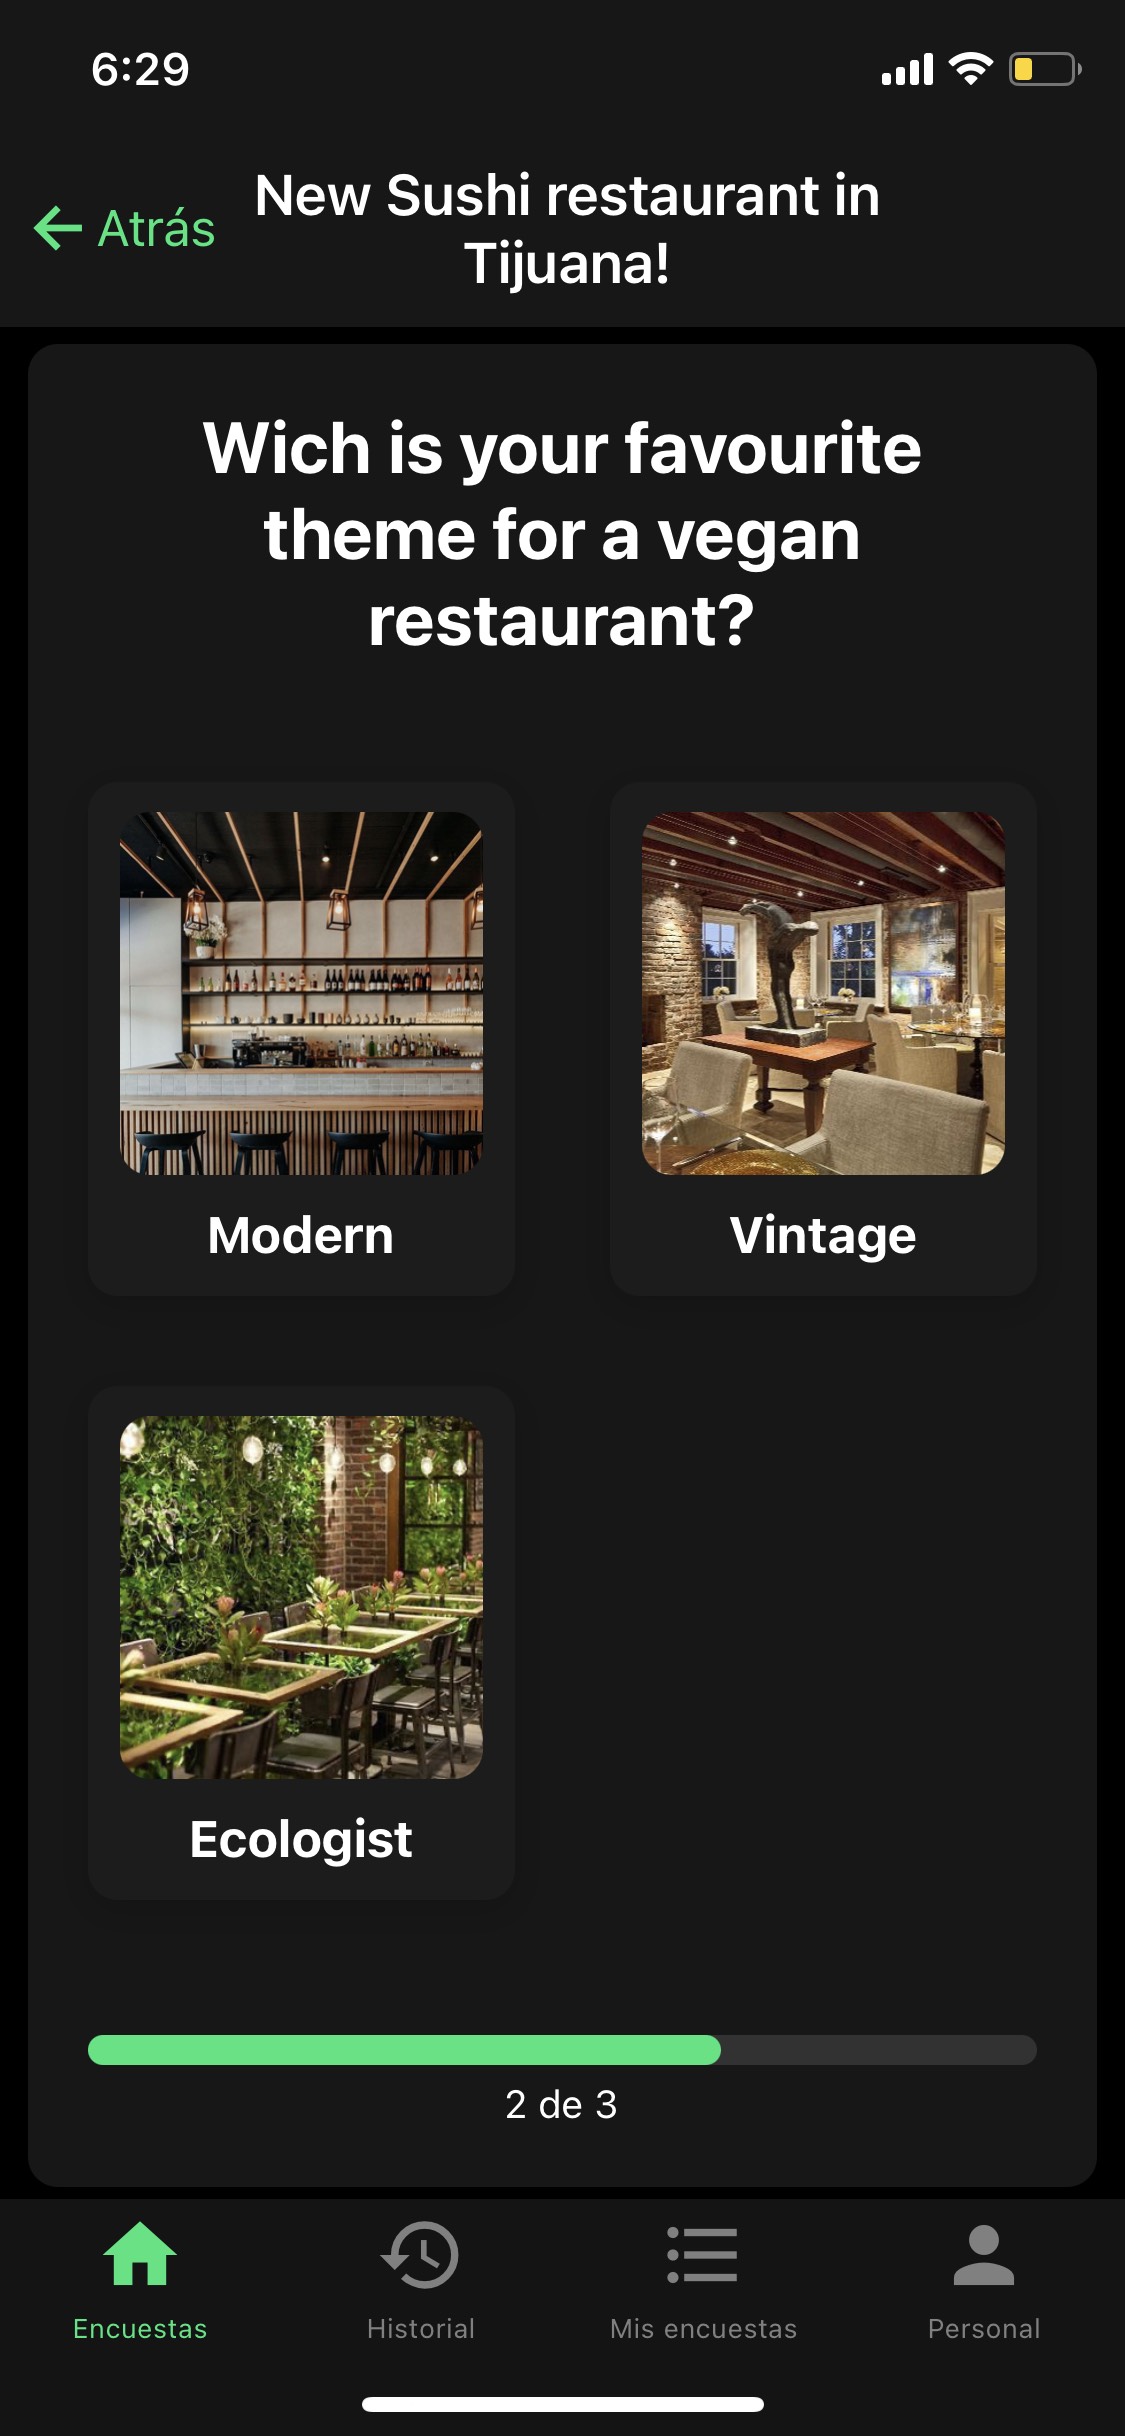 6:29
Atrás
New Sushi restaurant in
Tijuana!
Wich is your favourite
theme for a vegan
restaurant?
Modern
Vintage
Ecologist
2 de 3
Encuestas
Historial
Mis encuestas
Personal